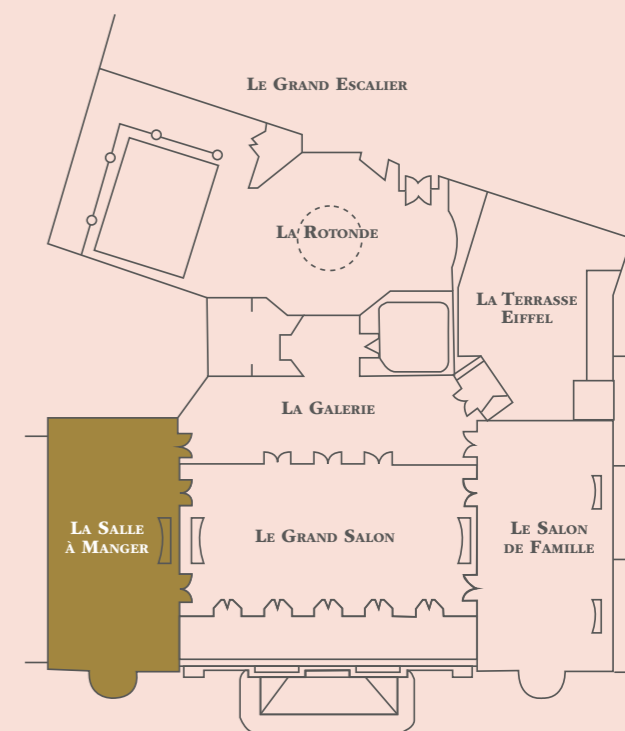 Le Grand Escalier
La Rotonde
La Terrasse
Eiffel
La Galerie
La Salle
à Manger
Le Grand Salon
Le Salon
de Famille